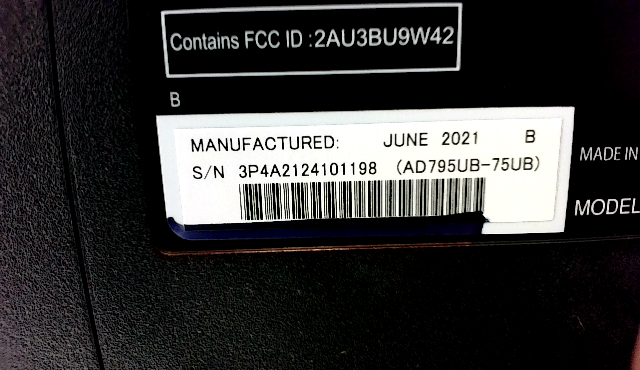 Contains FCC ID :2AU3BU9W42
B
MANUFACTURED: JUNE 2021 B
S/N 3P4A2124101198 (AD795UB-75UB)
MADE IN
MODEL